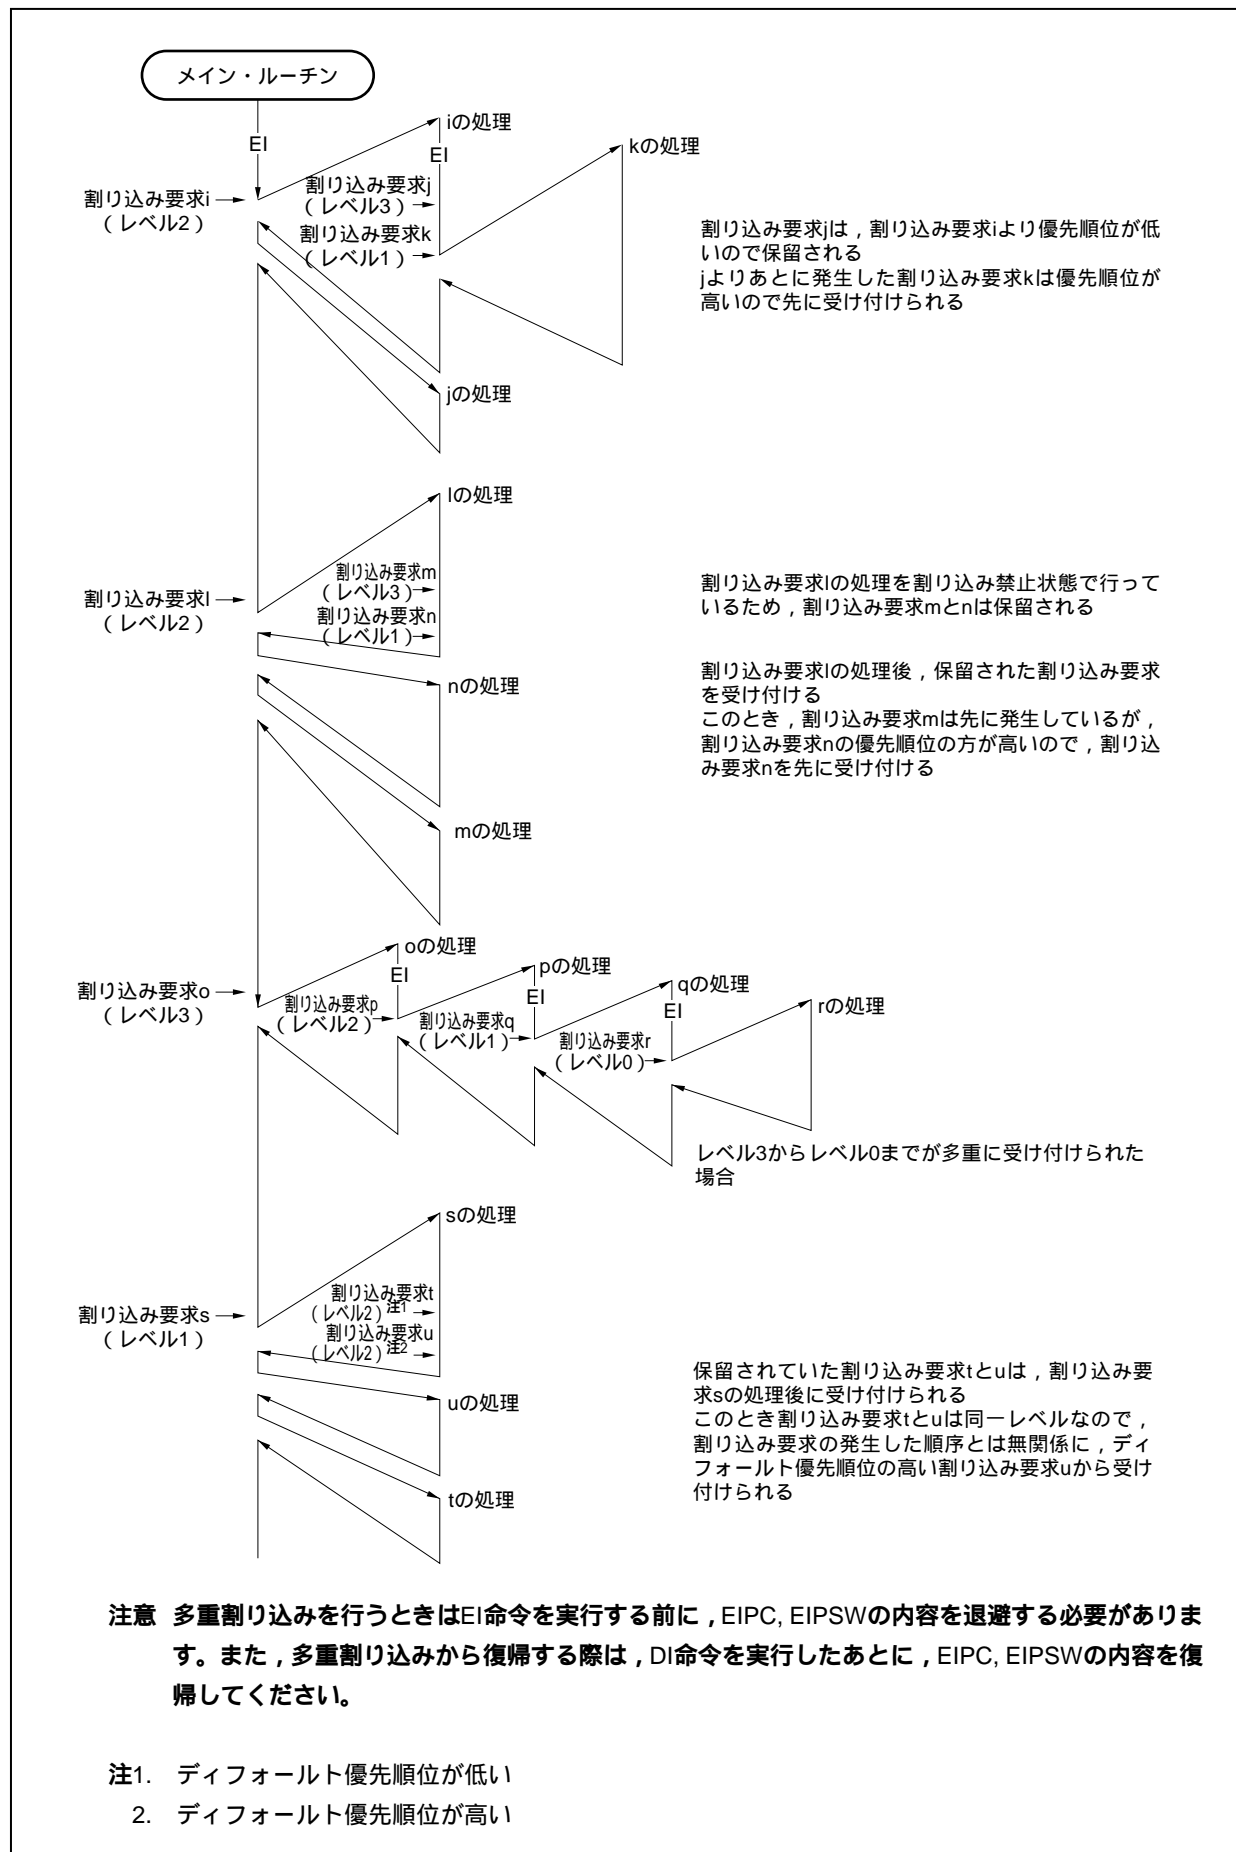 メイン・ルーチン
EI
iの処理
EI
kの処理
割り込み要求i
（レベル2）
割り込み要求j
（レベル3）
割り込み要求k
（レベル1）
割り込み要求jは，割り込み要求iより優先順位が低
いので保留される
jよりあとに発生した割り込み要求kは優先順位が
高いので先に受け付けられる
jの処理
lの処理
割り込み要求l
（レベル2）
割り込み要求m
（レベル3）
割り込み要求n
（レベル1）
割り込み要求lの処理を割り込み禁止状態で行って
いるため，割り込み要求mとnは保留される
nの処理
割り込み要求lの処理後，保留された割り込み要求
を受け付ける
このとき，割り込み要求mは先に発生しているが，
割り込み要求nの優先順位の方が高いので，割り込
み要求nを先に受け付ける
mの処理
oの処理
EI
pの処理
EI
qの処理
EI
rの処理
割り込み要求o
（レベル3）
割り込み要求p
（レベル2）
割り込み要求q
（レベル1）
割り込み要求r
（レベル0）
レベル3からレベル0までが多重に受け付けられた
場合
sの処理
割り込み要求s
（レベル1）
割り込み要求t
（レベル2）注1
割り込み要求u
（レベル2）注2
保留されていた割り込み要求tとuは，割り込み要
求sの処理後に受け付けられる
このとき割り込み要求tとuは同一レベルなので，
割り込み要求の発生した順序とは無関係に，ディ
フォールト優先順位の高い割り込み要求uから受け
付けられる
uの処理
tの処理
注意 多重割り込みを行うときはEI命令を実行する前に，EIPC, EIPSWの内容を退避する必要がありま
す。また，多重割り込みから復帰する際は，DI命令を実行したあとに，EIPC, EIPSWの内容を復
帰してください。
注1. ディフォールト優先順位が低い
2. ディフォールト優先順位が高い